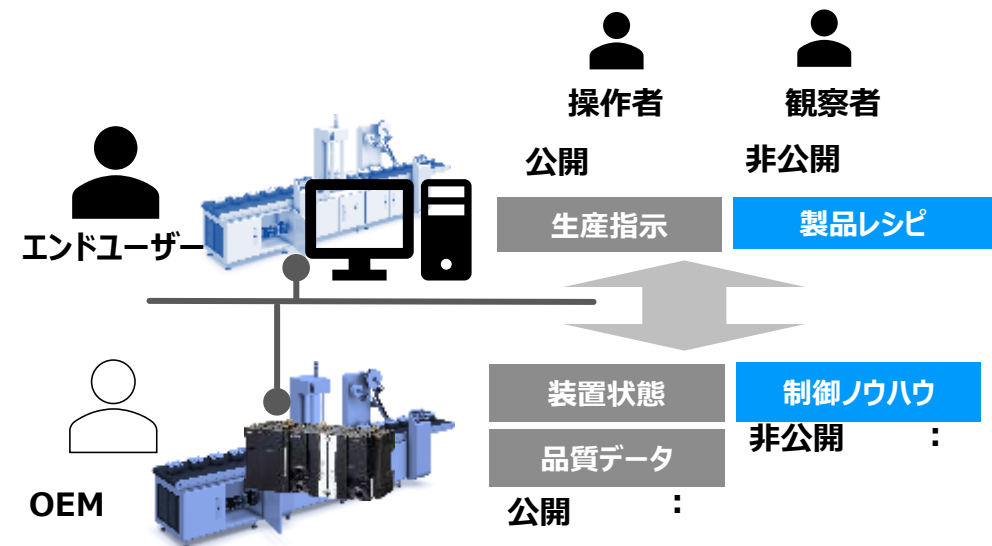 操作者
観察者
公開
非公開
エンドユーザー
生産指示
製品レシピ
装置状態
制御ノウハウ
品質データ
非公開 :
OEM
公開 :